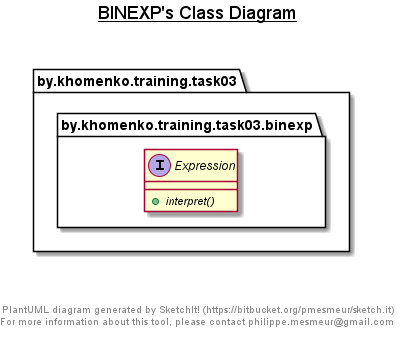 BINEXP's Class Diagram
by.khomenko.training.task03
by.khomenko.training.task03.binexp
I Expression
interpret()
PlantUML diagram generated by SketchIt! (https://bitbucket.org/pmesmeur/sketch.it)
For more information about this tool, please contact philippe.mesmeur@gmail.com